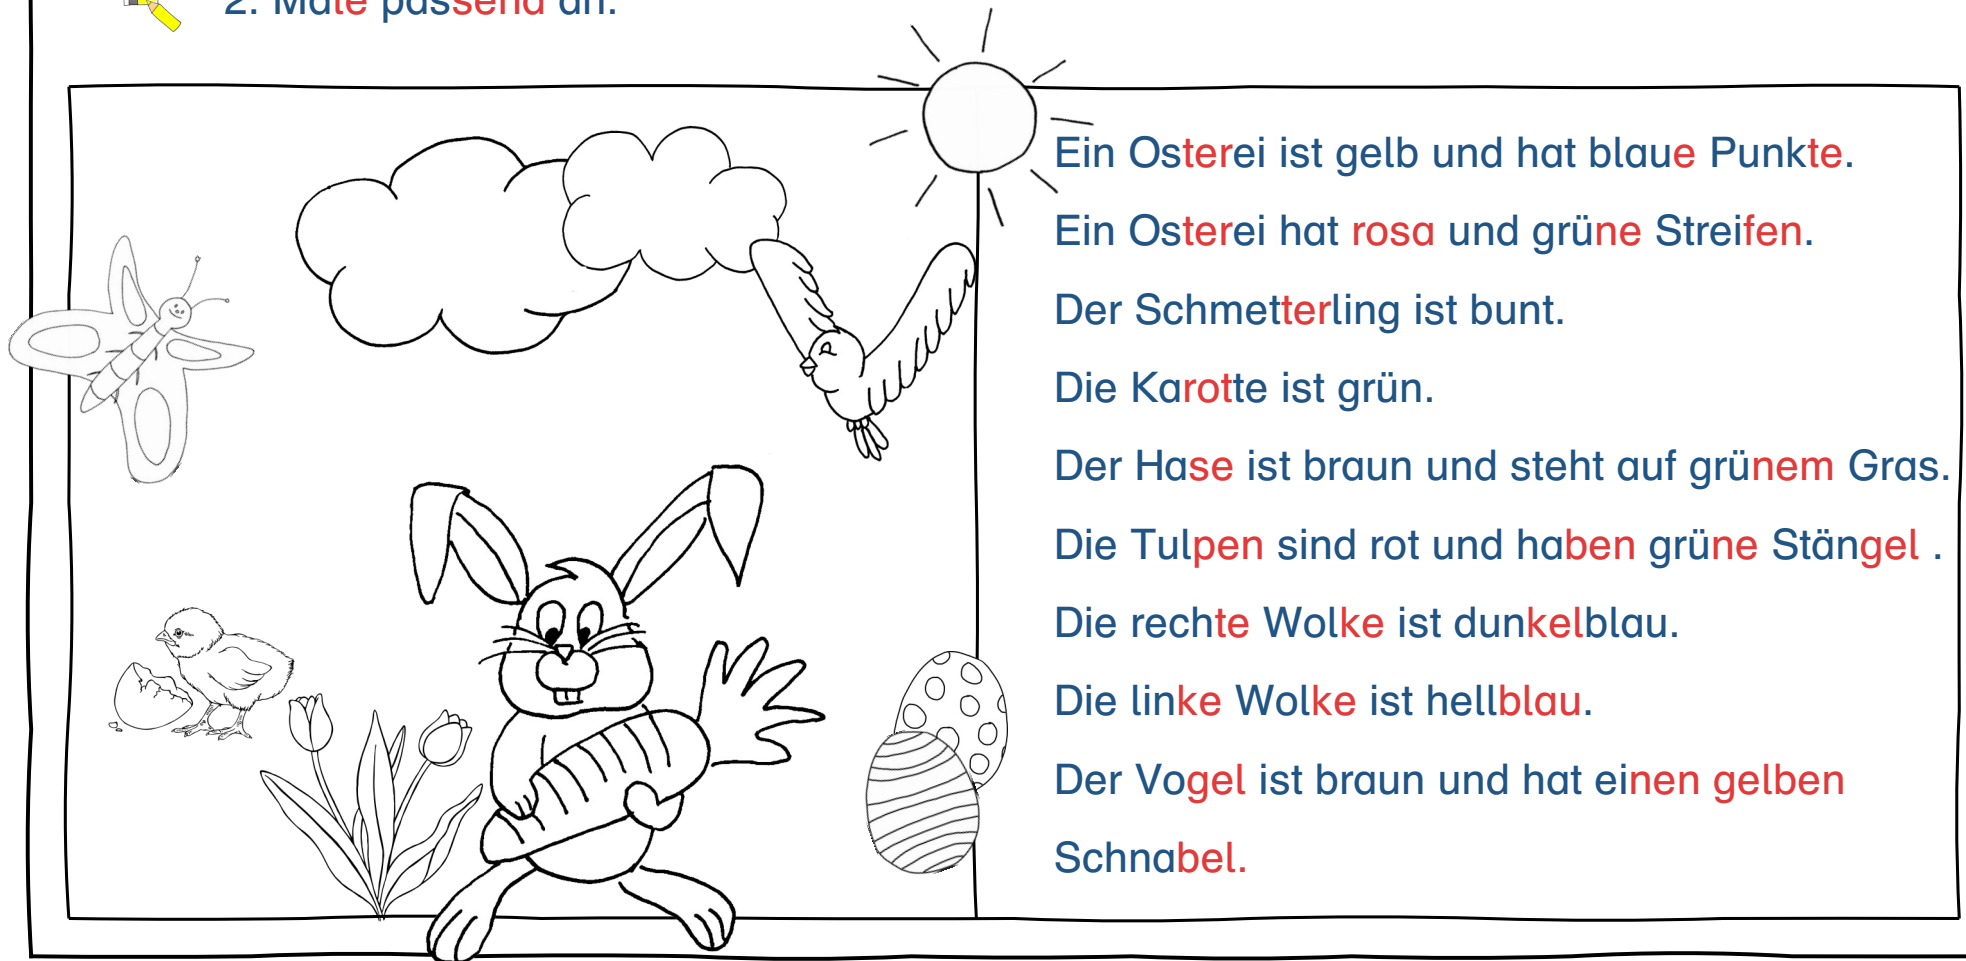 2. Male passend an.
Ein Osterei ist gelb und hat blaue Punkte.
Ein Osterei hat rosa und grüne Streifen.
Der Schmetterling ist bunt.
Die Karotte ist grün.
Der Hase ist braun und steht auf grünem Gras.
Die Tulpen sind rot und haben grüne Stängel .
Die rechte Wolke ist dunkelblau.
Die linke Wolke ist hellblau.
Der Vogel ist braun und hat einen gelben
Schnabel.